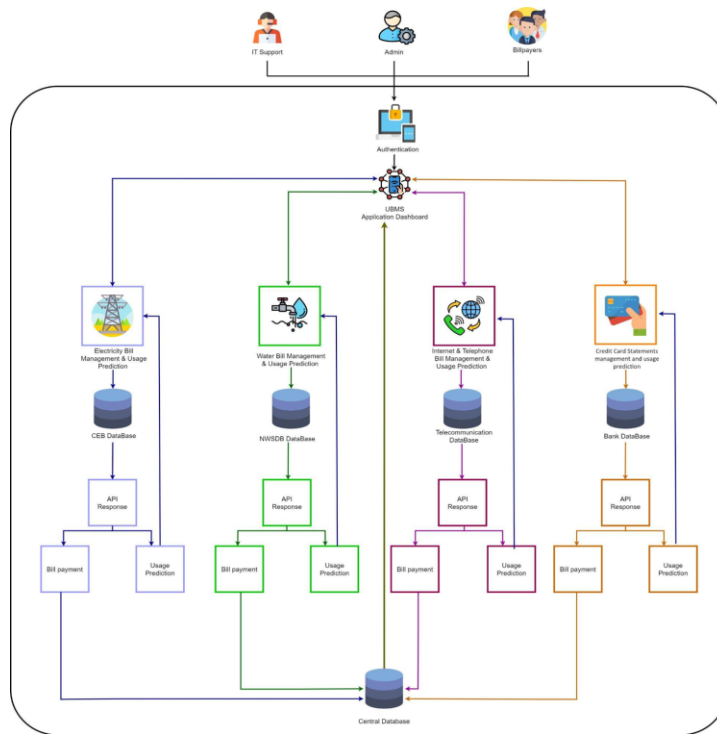 IT Support
Admin
Billpayers
Authentication
UBMS
Application Dashboard
Electricity Bill
Management & Usage
Prediction
Water Bill Management
& Usage Prediction
Internet & Telephone
Bill Management &
Usage Prediction
Credit Card Statements
management and usage
prediction
CEB DataBase
NWSDB DataBase
Telecommunication
DataBase
Bank DataBase
API
Response
API
Response
API
Response
API
Response
Bill payment
Usage
Prediction
Bill payment
Usage
Prediction
Bill payment
Usage
Prediction
Bill payment
Usage
Prediction
Central Database